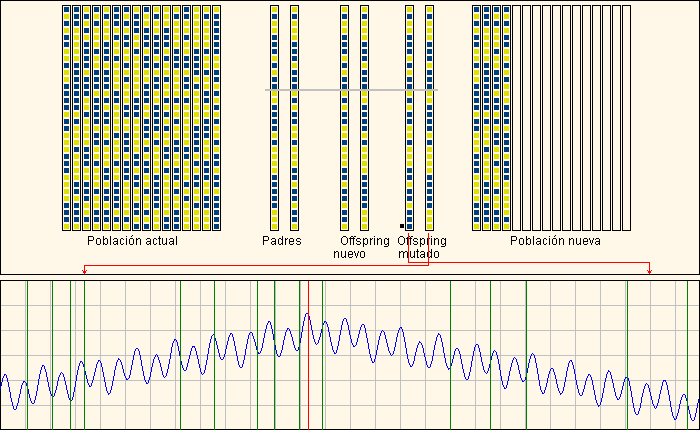 Población actual
Padres
Offspring
nuevo
Offspring
mutado
Población nueva